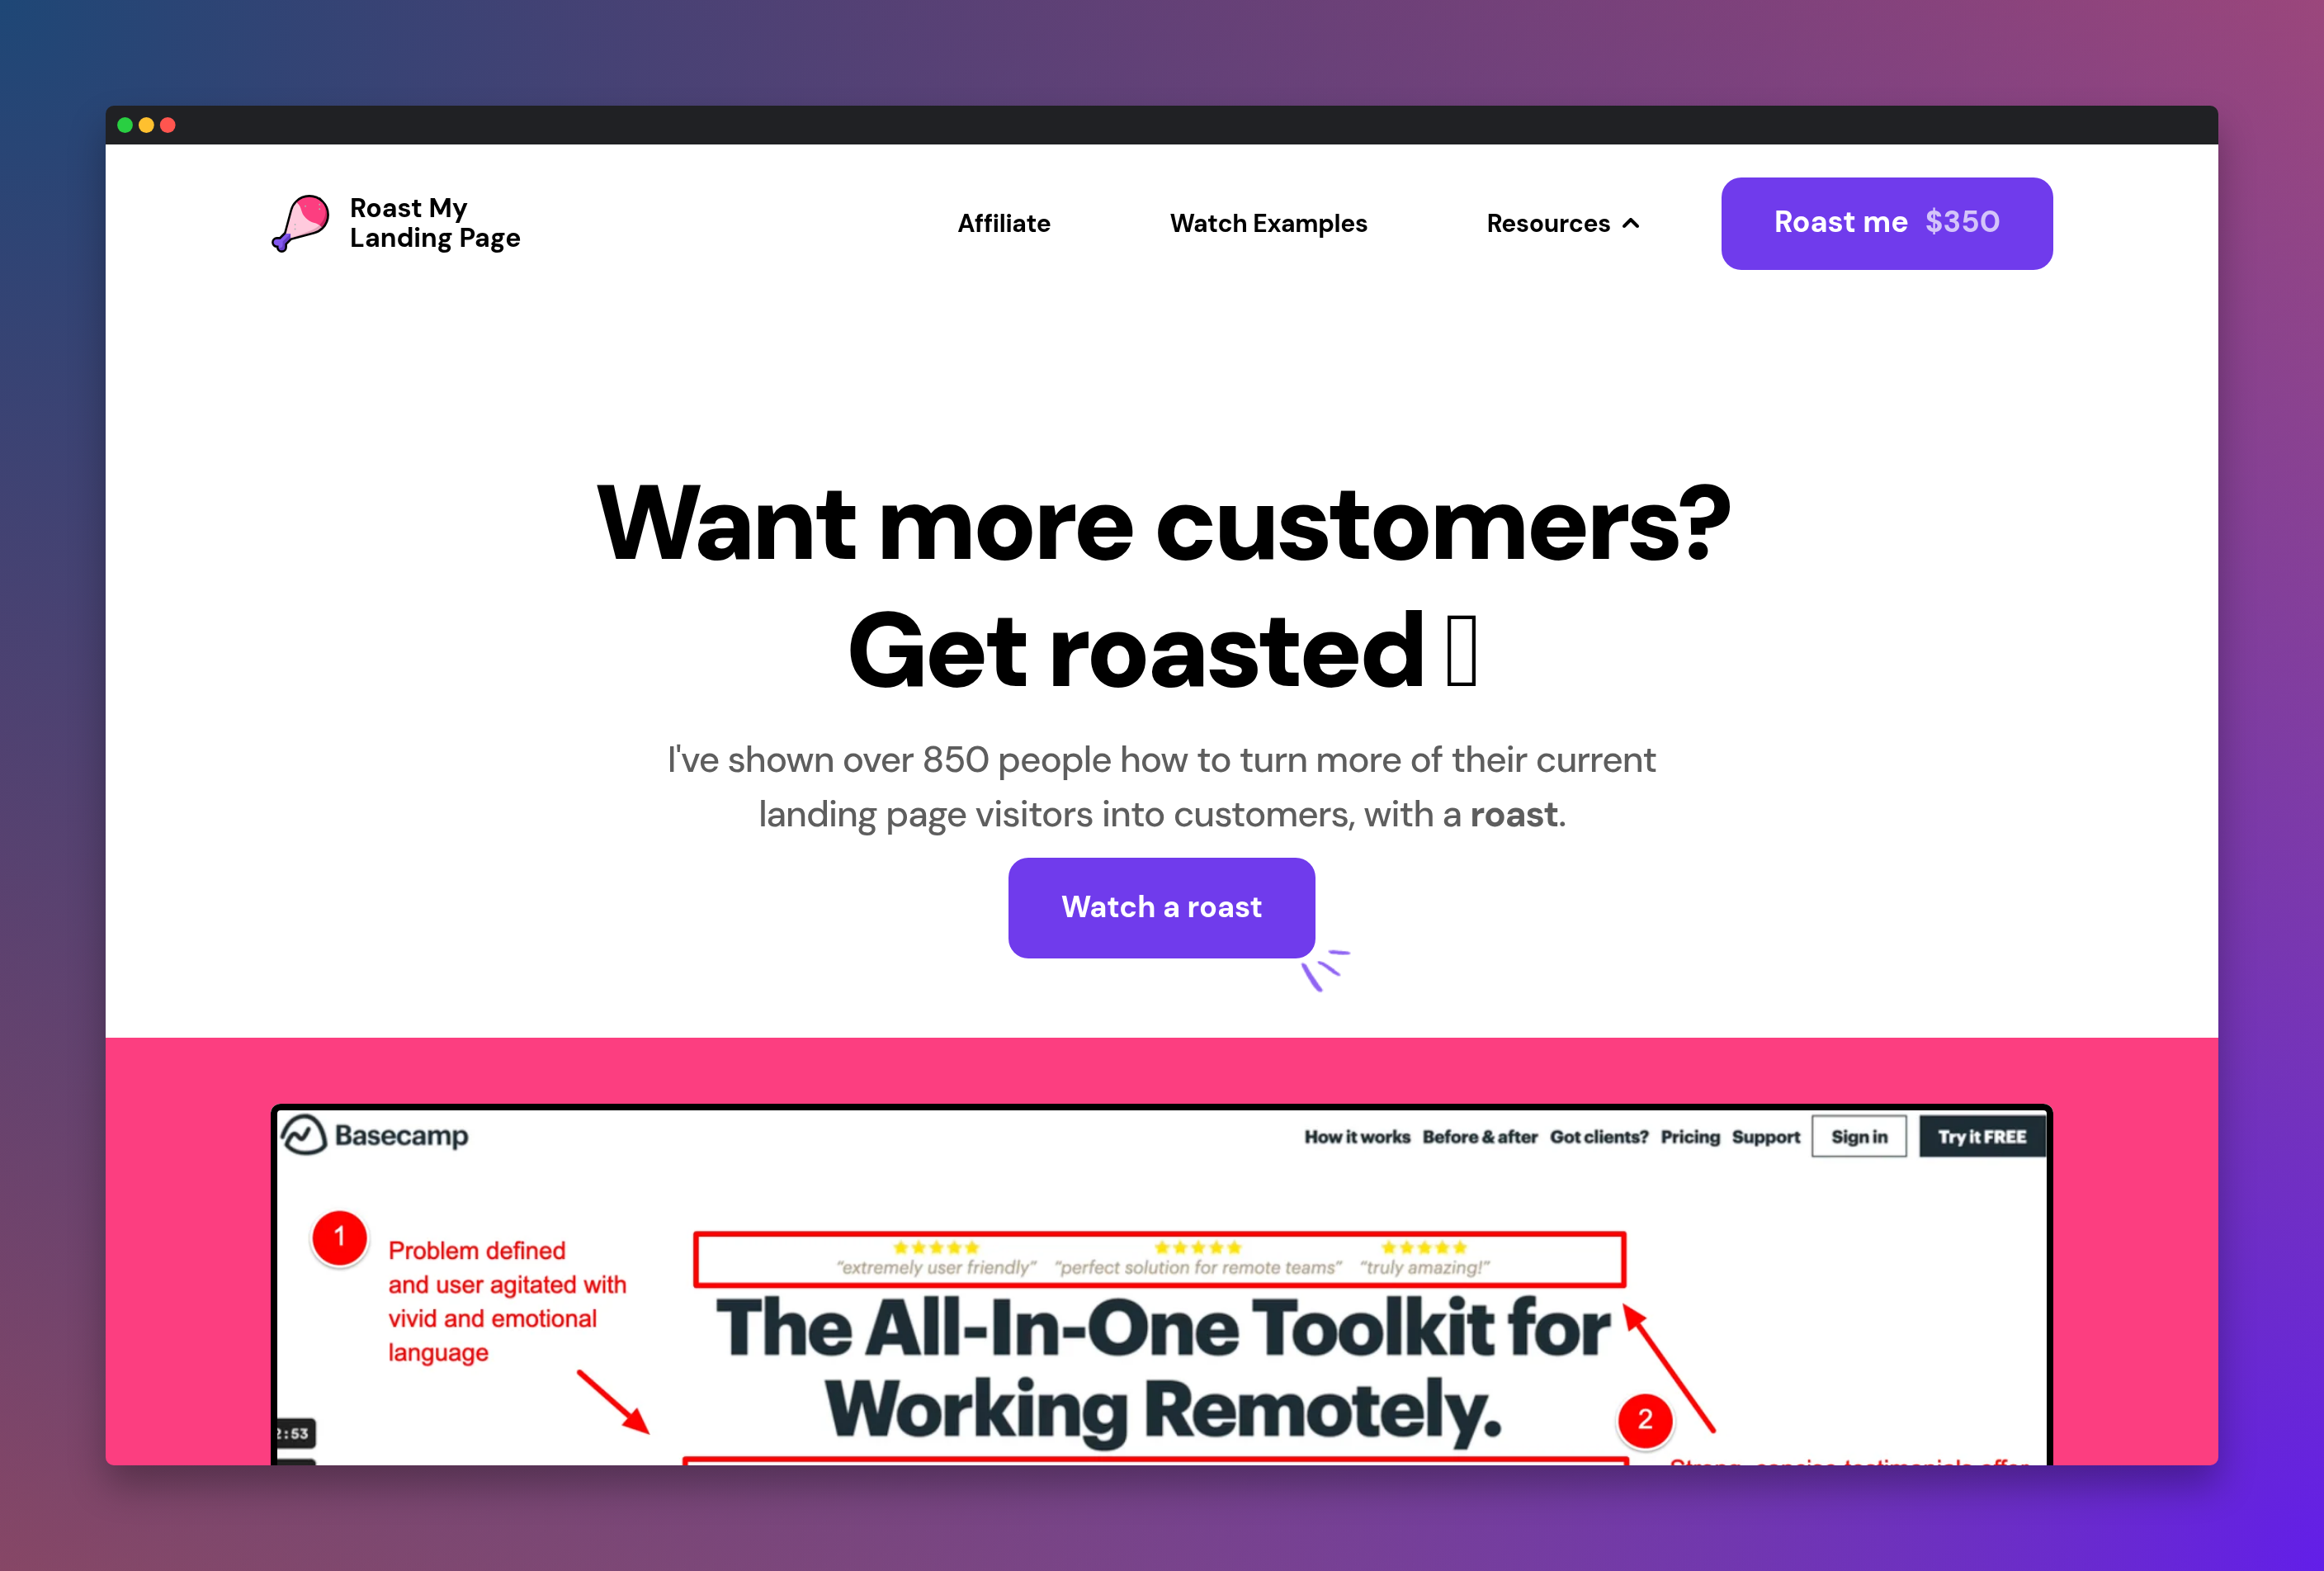 Roast My
Landing Page
Affiliate
Watch Examples
Resources
Roast me $350
Want more customers?
Get roasted
I've shown over 850 people how to turn more of their current
landing page visitors into customers, with a roast.
Watch a roast
Basecamp
How it works Before & after Got clients? Pricing Support Sign in Try it FREE
1
Problem defined
and user agitated with
vivid and emotional
language
“extremely user friendly” “perfect solution for remote teams” “truly amazing!”
The All-In-One Toolkit for
Working Remotely.
2
:53